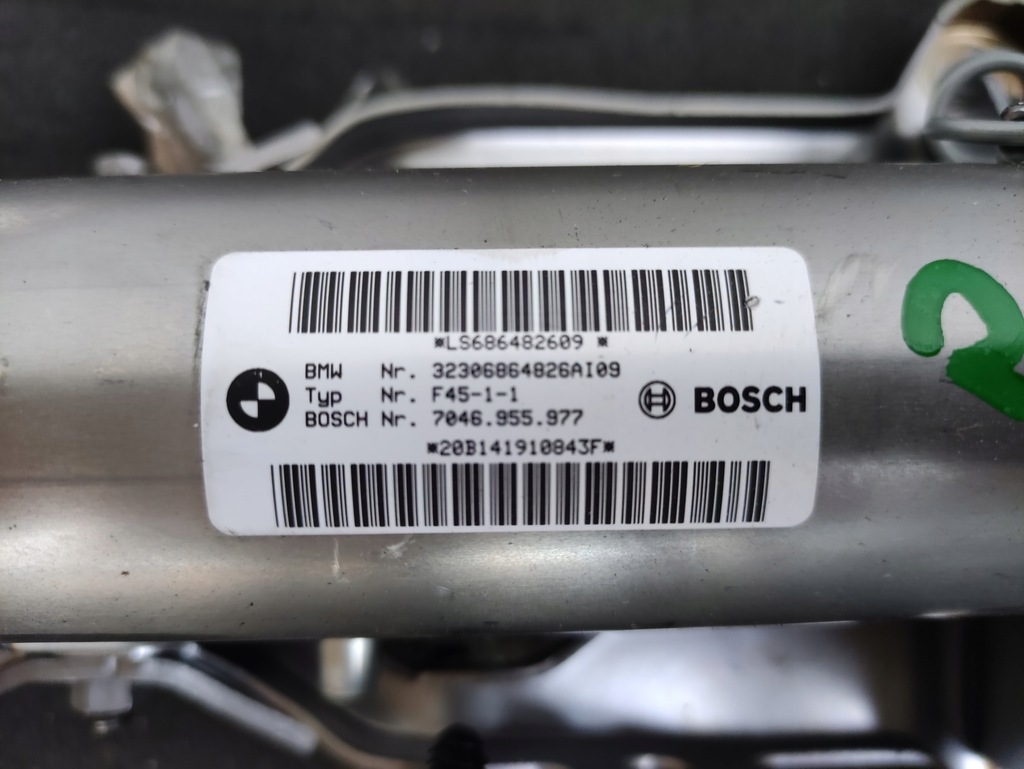 *LS686482609 *
BMW Nr. 32306864826AI09
Typ Nr. F45-1-1
BOSCH Nr. 7046.955.977
BOSCH
*20B141910843F*